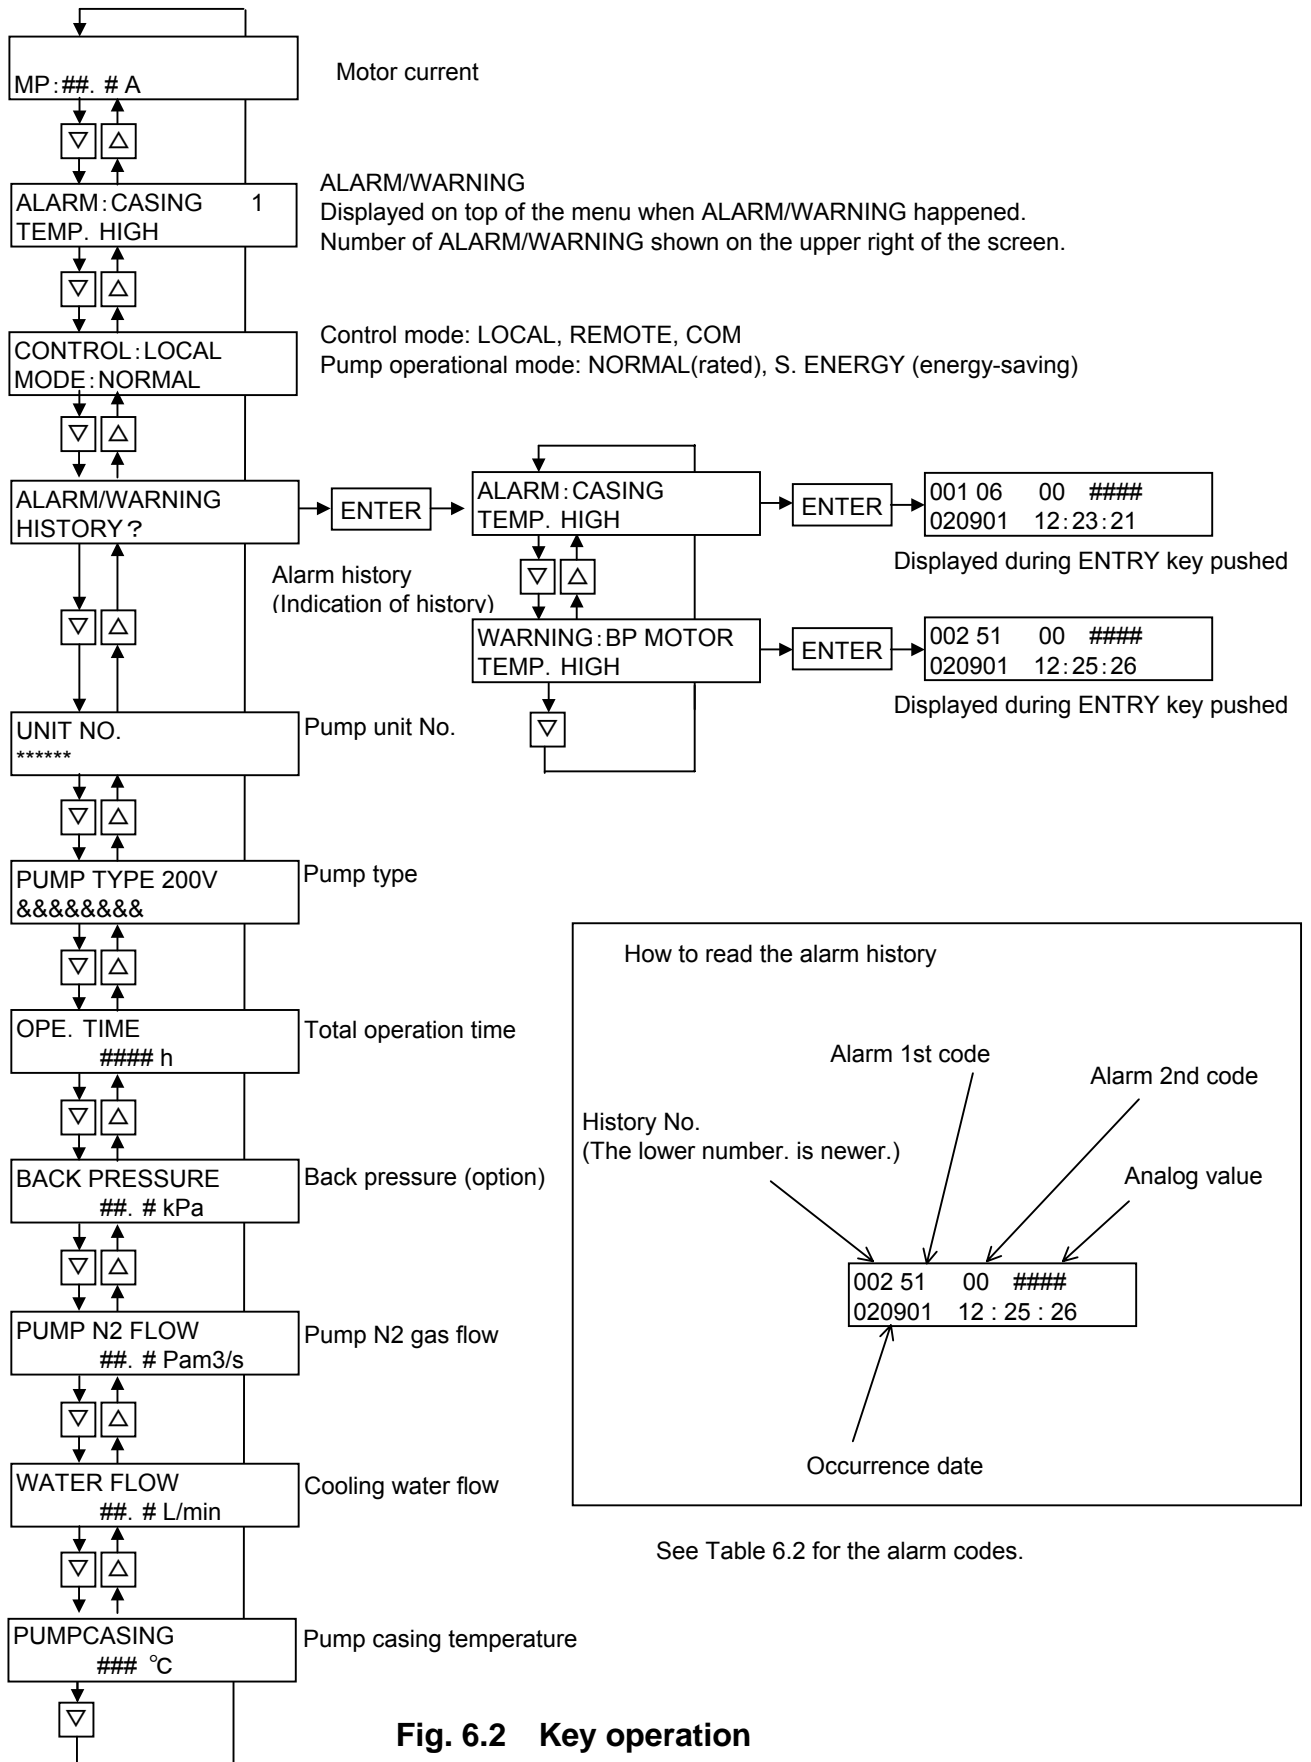 MP:##. # A
Motor current
▽ △
ALARM:CASING 1
TEMP. HIGH
ALARM/WARNING
Displayed on top of the menu when ALARM/WARNING happened.
Number of ALARM/WARNING shown on the upper right of the screen.
▽ △
CONTROL:LOCAL
MODE:NORMAL
Control mode: LOCAL, REMOTE, COM
Pump operational mode: NORMAL(rated), S. ENERGY (energy-saving)
▽ △
ALARM/WARNING
HISTORY?
ENTER
Alarm history
(Indication of history)
ALARM:CASING
TEMP. HIGH
ENTER
001 06 00 ####
020901 12:23:21
Displayed during ENTRY key pushed
▽ △
WARNING:BP MOTOR
TEMP. HIGH
ENTER
002 51 00 ####
020901 12:25:26
Displayed during ENTRY key pushed
▽
▽ △
UNIT NO.
******
Pump unit No.
▽ △
PUMP TYPE 200V
&&&&&&&&
Pump type
▽ △
OPE. TIME
#### h
Total operation time
▽ △
BACK PRESSURE
##. # kPa
Back pressure (option)
▽ △
PUMP N2 FLOW
##. # Pam3/s
Pump N2 gas flow
▽ △
WATER FLOW
##. # L/min
Cooling water flow
▽ △
PUMPCASING
### ℃
Pump casing temperature
▽
How to read the alarm history
Alarm 1st code
Alarm 2nd code
History No.
(The lower number. is newer.)
Analog value
002 51 00 ####
020901 12 : 25 : 26
Occurrence date
See Table 6.2 for the alarm codes.
Fig. 6.2 Key operation